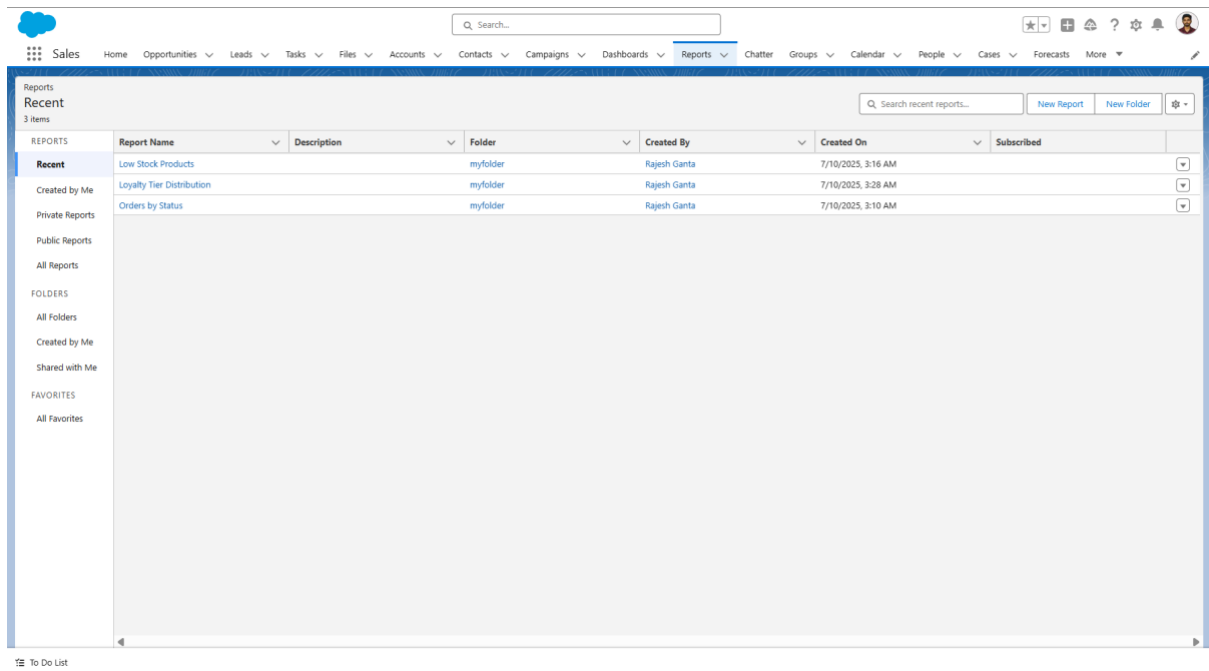 Search...
Sales Home Opportunities Leads Tasks Files Accounts Contacts Campaigns Dashboards Reports Chatter Groups Calendar People Cases Forecasts More
Reports
Recent
3 items
Search recent reports...
New Report New Folder
REPORTS
Recent
Created by Me
Private Reports
Public Reports
All Reports
FOLDERS
All Folders
Created by Me
Shared with Me
FAVORITES
All Favorites
Report Name Description Folder Created By Created On Subscribed
Low Stock Products myfolder Rajesh Ganta 7/10/2025, 3:16 AM
Loyalty Tier Distribution myfolder Rajesh Ganta 7/10/2025, 3:28 AM
Orders by Status myfolder Rajesh Ganta 7/10/2025, 3:10 AM
To Do List